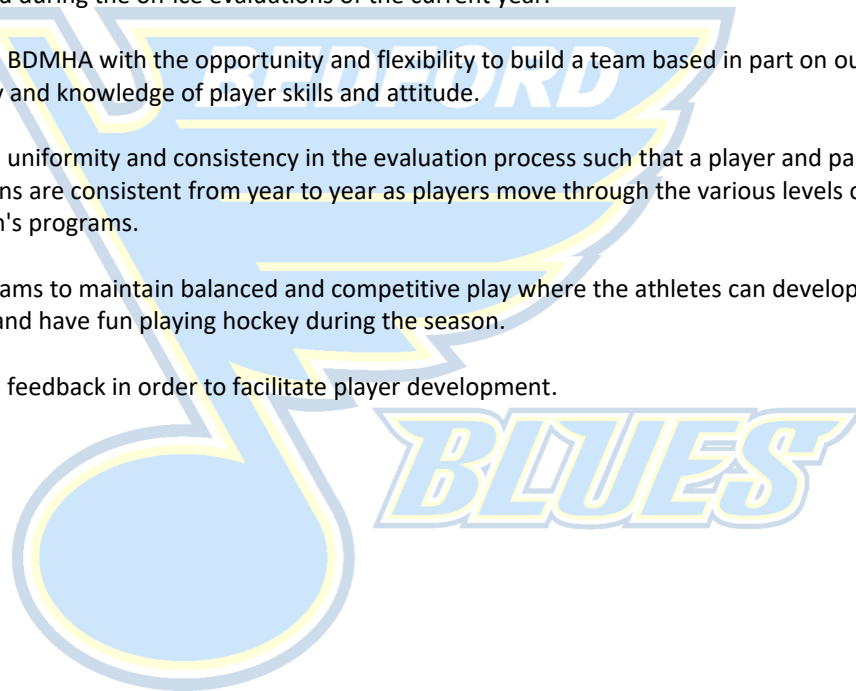 during the on-ice evaluations of the current year.
BDMHA with the opportunity and flexibility to build a team based in part on
and knowledge of player skills and attitude.
uniformity and consistency in the evaluation process such that a player and
are consistent from year to year as players move through the various levels
programs.
to maintain balanced and competitive play where the athletes can develop
and have fun playing hockey during the season.
feedback in order to facilitate player development.
BEDFORD
BLUES